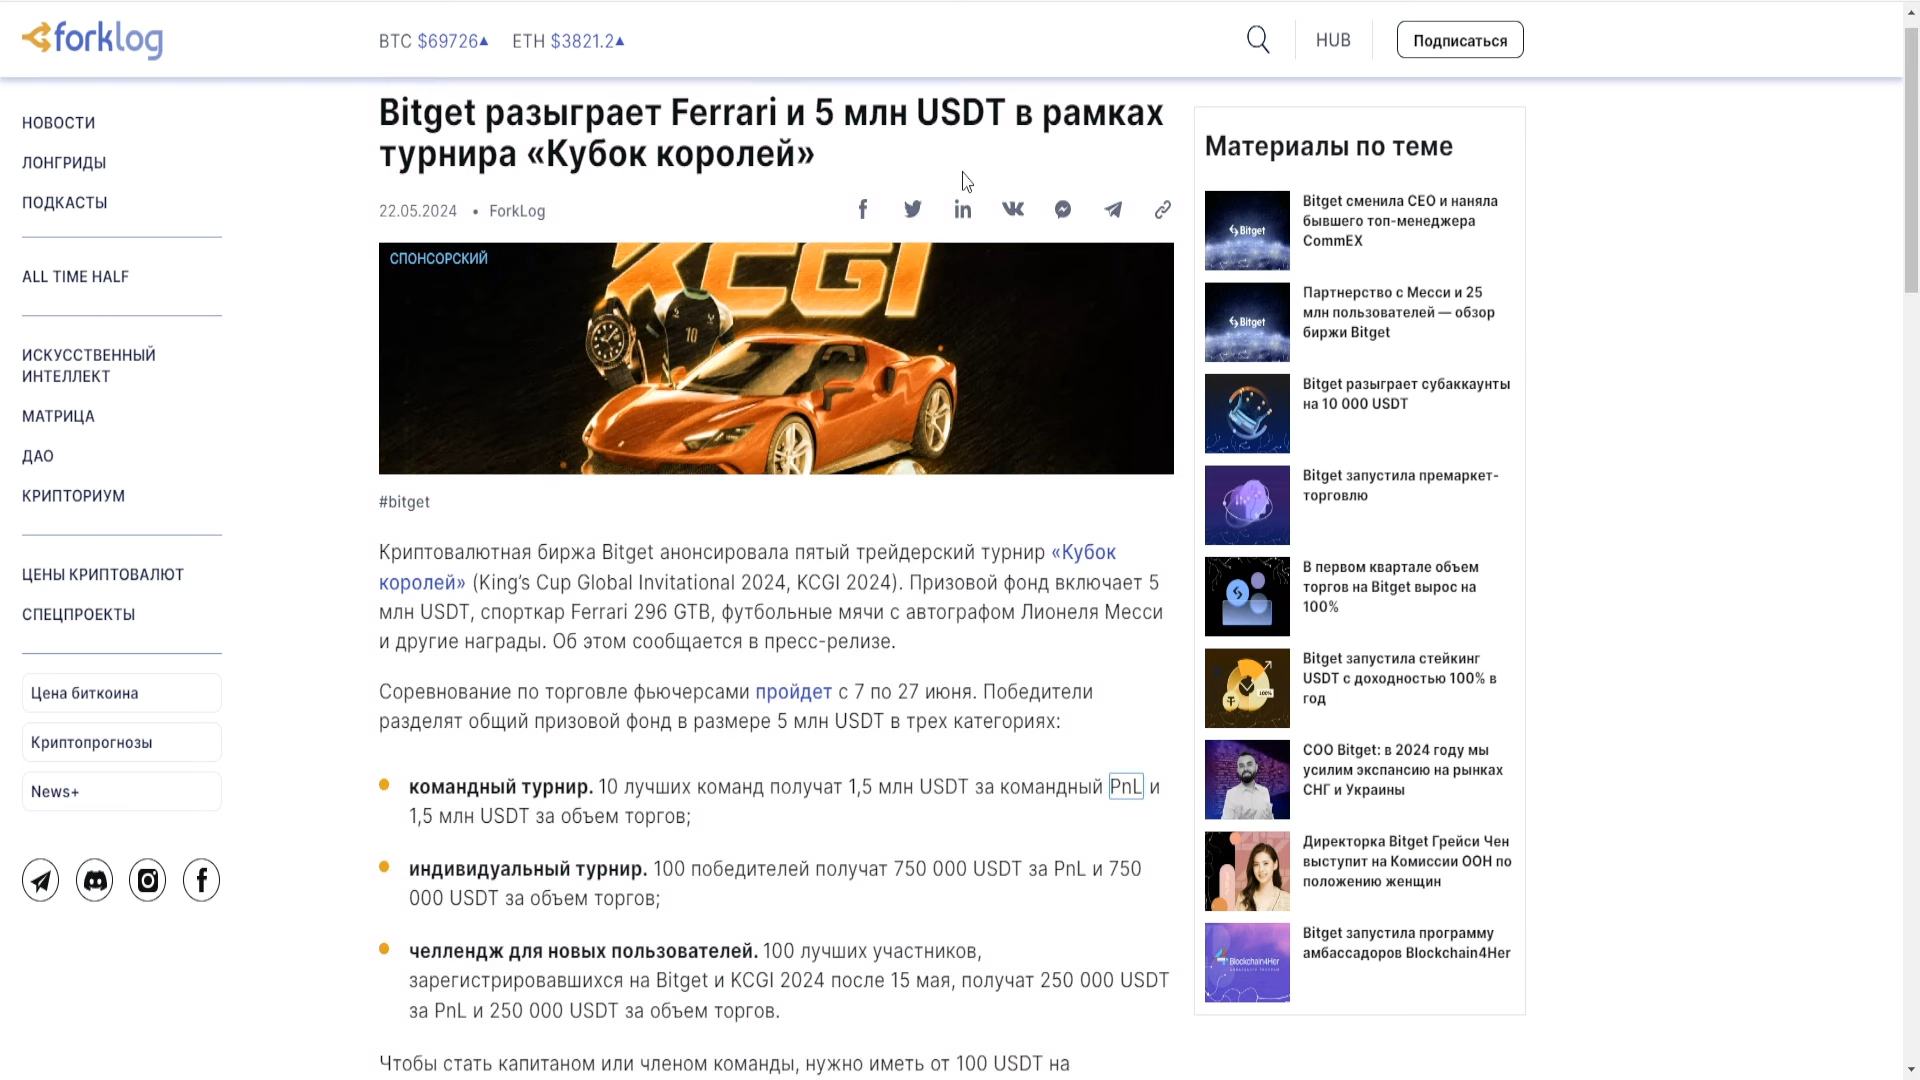 forklog
BTC $69726▲ ETH $3821.2▲
HUB
Подписаться
НОВОСТИ
ЛОНГРИДЫ
ПОДКАСТЫ
ALL TIME HALF
ИСКУССТВЕННЫЙ
ИНТЕЛЛЕКТ
МАТРИЦА
ДАО
КРИПТОРИУМ
ЦЕНЫ КРИПТОВАЛЮТ
СПЕЦПРОЕКТЫ
Цена биткоина
Криптопрогнозы
News+
Bitget разыграет Ferrari и 5 млн USDT в рамках
турнира «Кубок королей»
22.05.2024 • ForkLog
СПОНСОРСКИЙ
KCGI
10
#bitget
Криптовалютная биржа Bitget анонсировала пятый трейдерский турнир «Кубок
королей» (King’s Cup Global Invitational 2024, KCGI 2024). Призовой фонд включает 5
млн USDT, спорткар Ferrari 296 GTB, футбольные мячи с автографом Лионеля Месси
и другие награды. Об этом сообщается в пресс-релизе.
Соревнование по торговле фьючерсами пройдет с 7 по 27 июня. Победители
разделят общий призовой фонд в размере 5 млн USDT в трех категориях:
командный турнир. 10 лучших команд получат 1,5 млн USDT за командный PnL и
1,5 млн USDT за объем торгов;
индивидуальный турнир. 100 победителей получат 750 000 USDT за PnL и 750
000 USDT за объем торгов;
челлендж для новых пользователей. 100 лучших участников,
зарегистрировавшихся на Bitget и KCGI 2024 после 15 мая, получат 250 000 USDT
за PnL и 250 000 USDT за объем торгов.
Чтобы стать капитаном или членом команды, нужно иметь от 100 USDT на
Материалы по теме
Bitget
Bitget сменила CEO и наняла
бывшего топ-менеджера
CommEX
Bitget
Партнерство с Месси и 25
млн пользователей — обзор
биржи Bitget
Bitget разыграет субаккаунты
на 10 000 USDT
Bitget запустила премаркет-
торговлю
В первом квартале объем
торгов на Bitget вырос на
100%
100%
Bitget запустила стейкинг
USDT с доходностью 100% в
год
COO Bitget: в 2024 году мы
усилим экспансию на рынках
СНГ и Украины
Директорка Bitget Грейси Чен
выступит на Комиссии ООН по
положению женщин
Blockchain4Her
Bitget запустила программу
амбассадоров Blockchain4Her